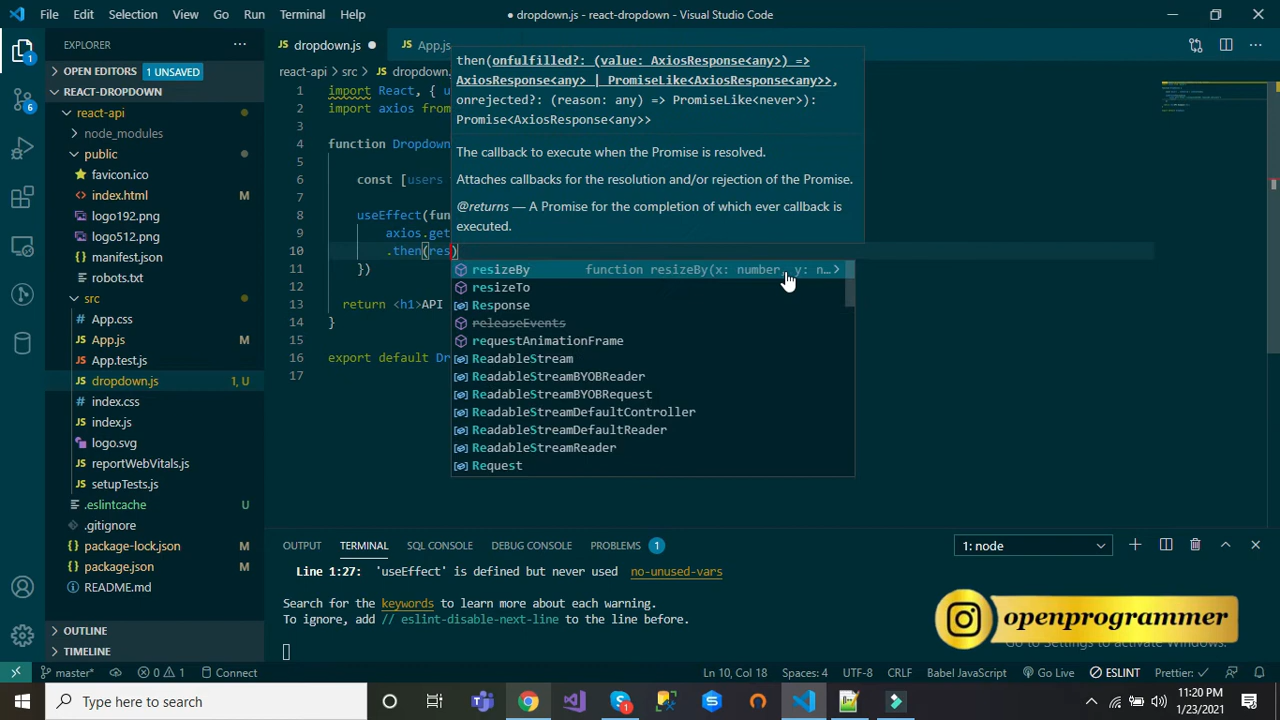 File Edit Selection View Go Run Terminal Help
● dropdown.js - react-dropdown - Visual Studio Code
EXPLORER
OPEN EDITORS 1 UNSAVED
REACT-DROPDOWN
react-api
node_modules
public
favicon.ico
index.html M
logo192.png
logo512.png
manifest.json
robots.txt
src
App.css
App.js M
App.test.js
dropdown.js 1, U
index.css
index.js
logo.svg
reportWebVitals.js
setupTests.js
.eslintcache U
.gitignore
package-lock.json M
package.json M
README.md
OUTLINE
TIMELINE
JS dropdown.js ● JS App.js
react-api > src > JS dropdown.
1 import React, { u
2 import axios from
3
4 function Dropdown
5
6 const [users
7
8 useEffect(fun
9 axios.get
10 .then(res)
11 })
12
13 return <h1>API
14 }
15
16 export default Dr
17
then(onfulfilled?: (value: AxiosResponse<any>) =>
AxiosResponse<any> | PromiseLike<AxiosResponse<any>>,
onrejected?: (reason: any) => PromiseLike<never>):
Promise<AxiosResponse<any>>
The callback to execute when the Promise is resolved.
Attaches callbacks for the resolution and/or rejection of the Promise.
@returns — A Promise for the completion of which ever callback is
executed.
resizeBy function resizeBy(x: number, y: n…
resizeTo
Response
releaseEvents
requestAnimationFrame
ReadableStream
ReadableStreamBYOBReader
ReadableStreamBYOBRequest
ReadableStreamDefaultController
ReadableStreamDefaultReader
ReadableStreamReader
Request
OUTPUT TERMINAL SQL CONSOLE DEBUG CONSOLE PROBLEMS 1
1: node
Line 1:27: 'useEffect' is defined but never used no-unused-vars
Search for the keywords to learn more about each warning.
To ignore, add // eslint-disable-next-line to the line before.
openprogrammer
Go to Settings to activate Windows.
master* 0 1 Connect
Ln 10, Col 18 Spaces: 4 UTF-8 CRLF Babel JavaScript Go Live ESLINT Prettier: ✓
Type here to search
11:20 PM
1/23/2021
1
6
1